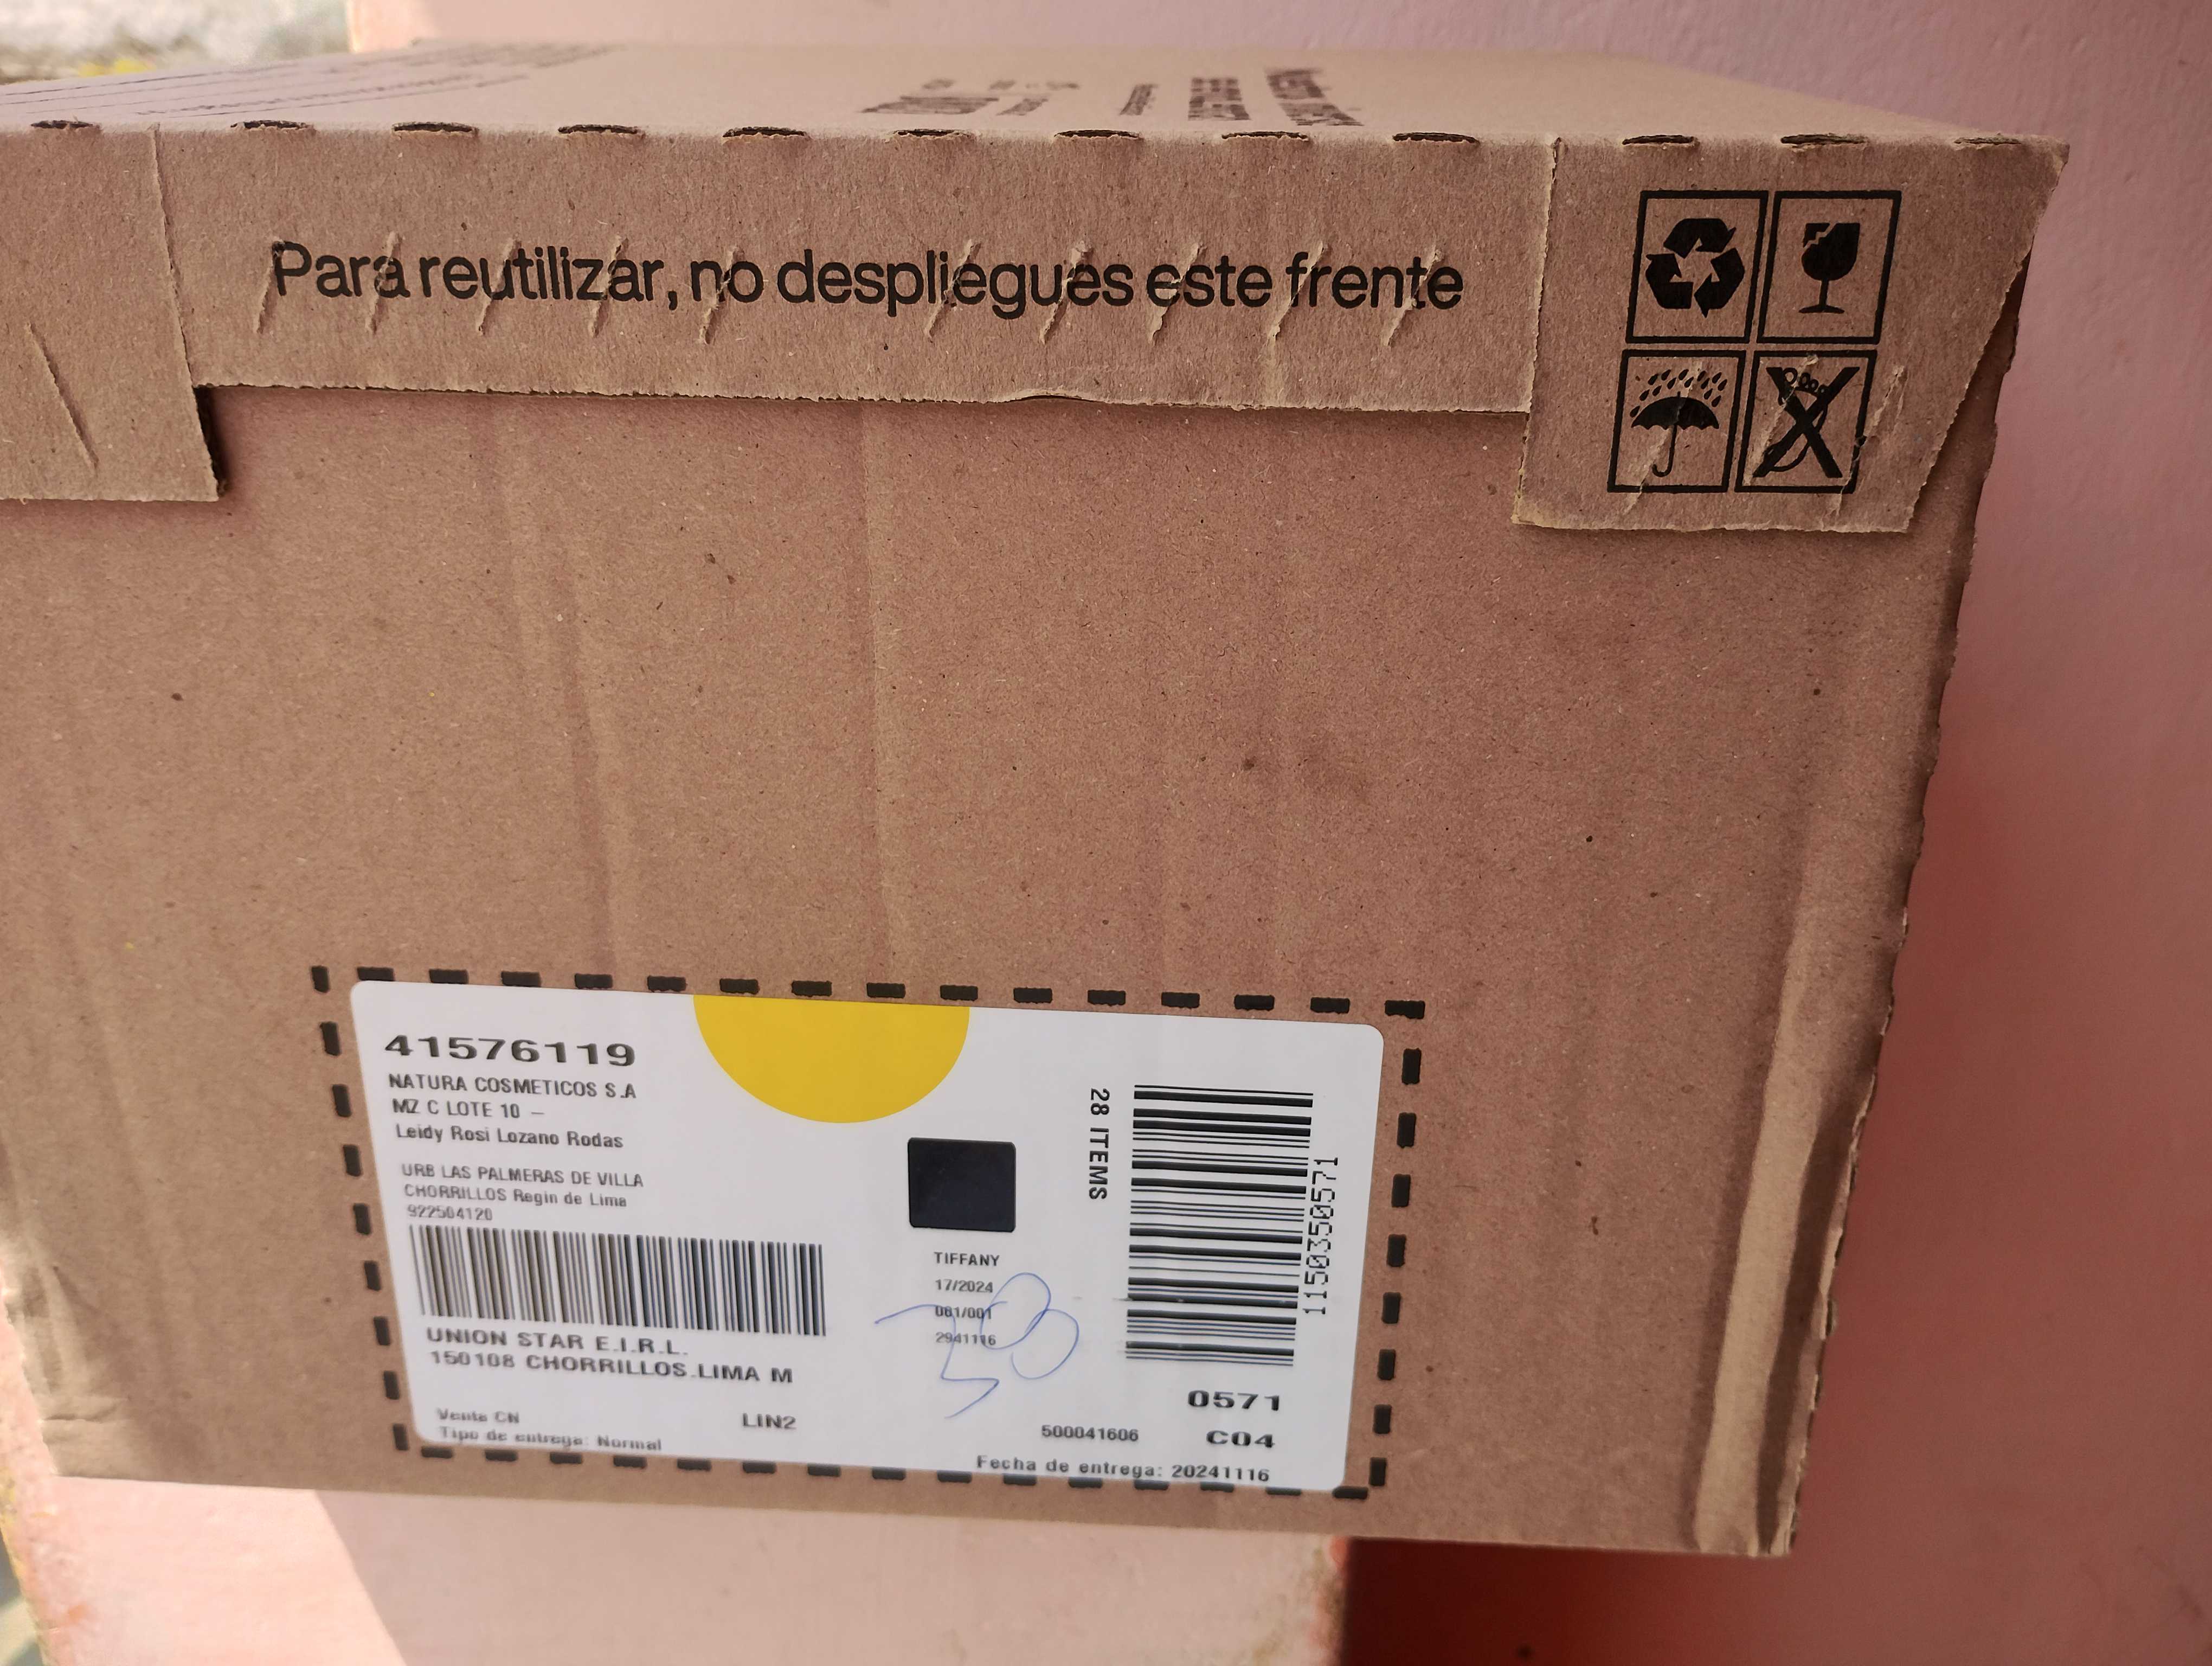 Para reutilizar, no despliegues este frente
41576119
NATURA COSMETICOS S.A
MZ C LOTE 10 –
Leidy Rosi Lozano Rodas
URB LAS PALMERAS DE VILLA
CHORRILLOS Regin de Lima
922504120
UNION STAR E.I.R.L.
150108 CHORRILLOS.LIMA M
Venta CN
LIN2
Tipo de entrega: Normal
TIFFANY
17/2024
001/001
2941116
28 ITEMS
1150350571
0571
500041606
C04
Fecha de entrega: 20241116